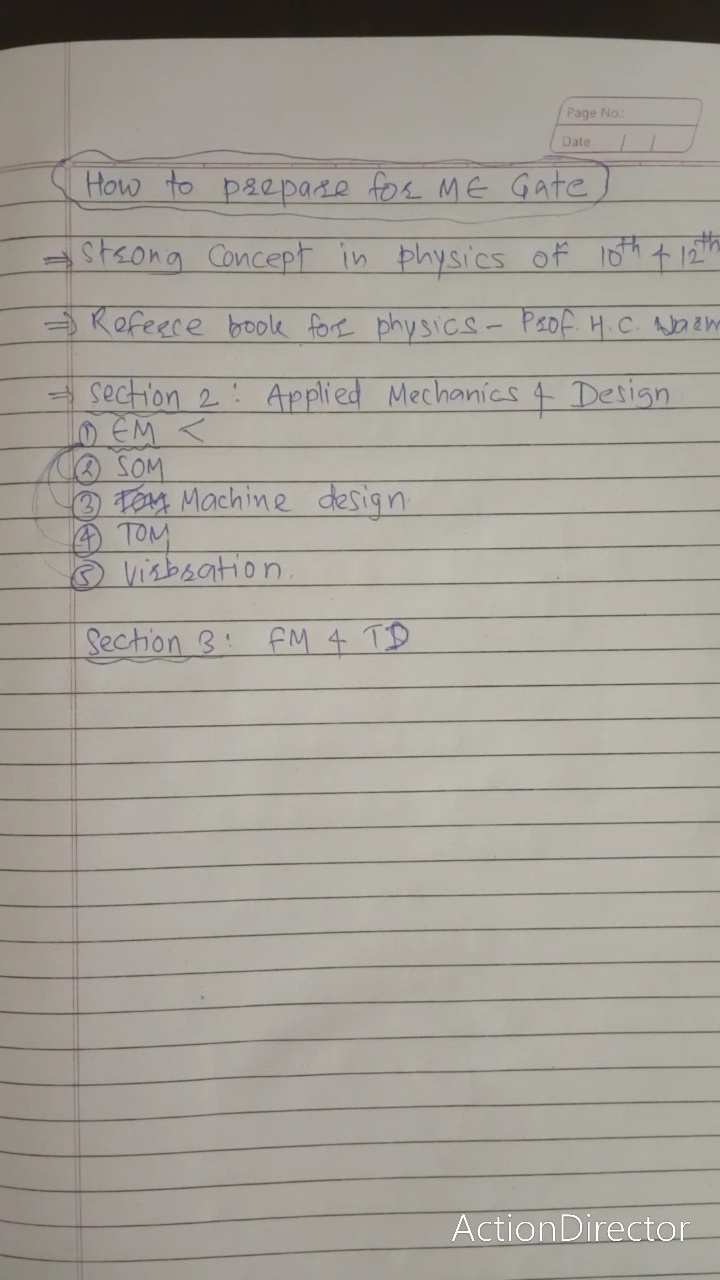 Page No.:
Date: / /
How to prepare for ME Gate
⇒ Strong Concept in physics of 10th + 12th
⇒ Referece book for physics - Prof. H.C.
⇒ Section 2 : Applied Mechanics & Design
① EM <
② SOM
③ Machine design.
④ TOM
⑤ Virbration.
Section 3 : FM & TD
ActionDirector